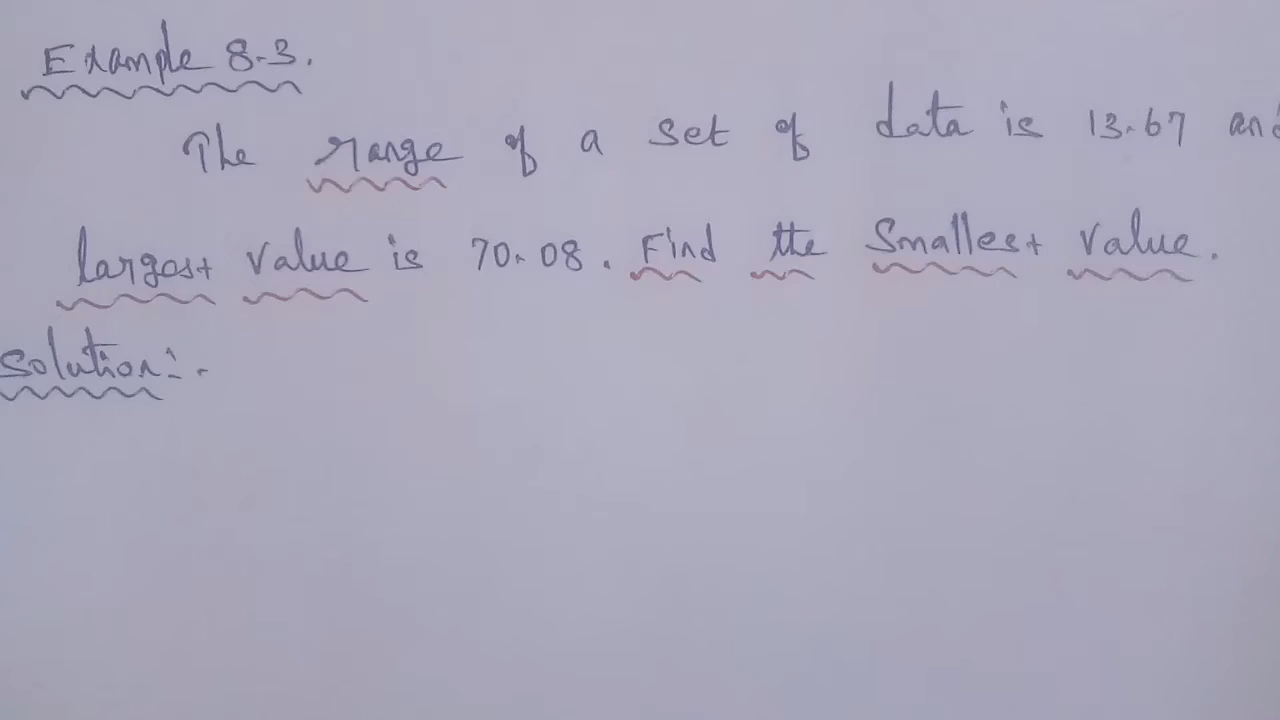 Example 8.3.
The range of a set of data is 13.67 and
largest value is 70.08. Find the Smallest value.
Solution:-